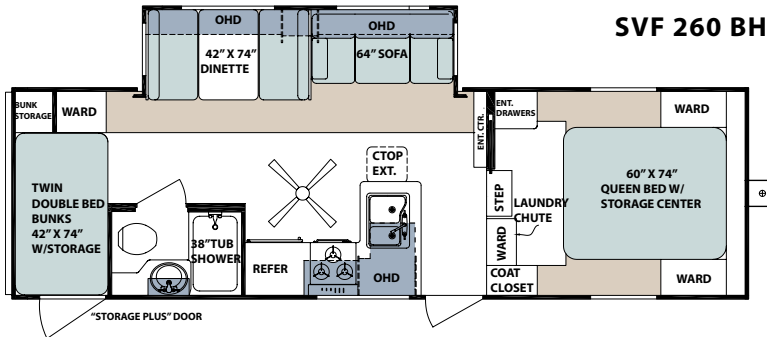 SVF 260 BH
OHD
OHD
42" X 74"
DINETTE
64" SOFA
BUNK
STORAGE
WARD
ENT. CTR.
ENT.
DRAWERS
WARD
CTOP
EXT.
TWIN
DOUBLE BED
BUNKS
42" X 74"
W/STORAGE
60" X 74"
QUEEN BED W/
STORAGE CENTER
STEP
LAUNDRY
CHUTE
38" TUB
SHOWER
WARD
REFER
OHD
COAT
CLOSET
WARD
"STORAGE PLUS" DOOR